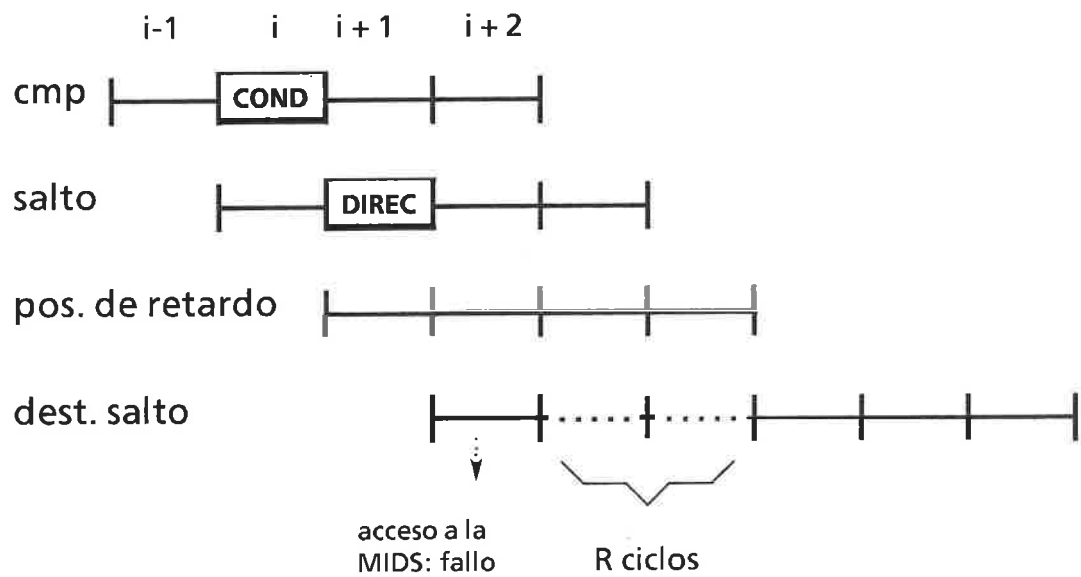 i-1 i i + 1 i + 2
cmp COND
salto DIREC
pos. de retardo
dest. salto
acceso a la
MIDS: fallo R ciclos